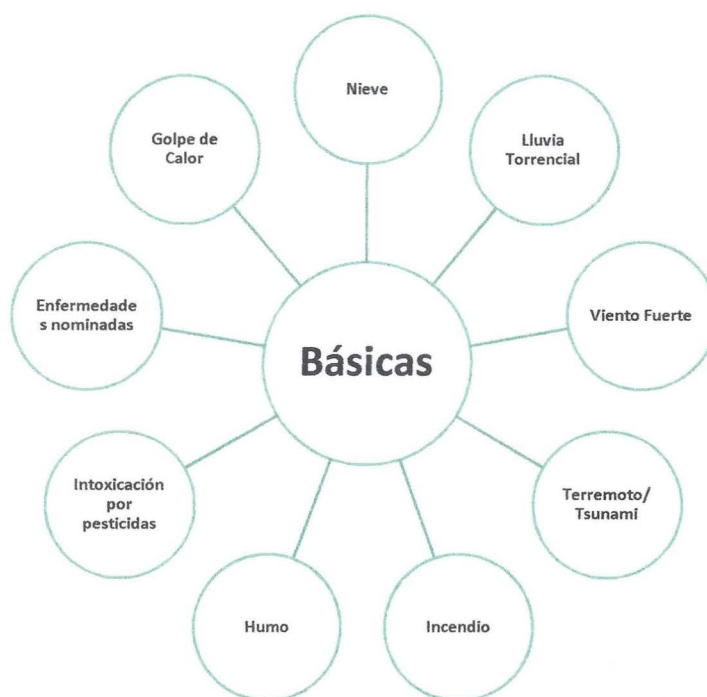 Nieve
Lluvia
Torrencial
Viento Fuerte
Terremoto/
Tsunami
Incendio
Humo
Intoxicación
por
pesticidas
Enfermedade
s nominadas
Golpe de
Calor
Básicas